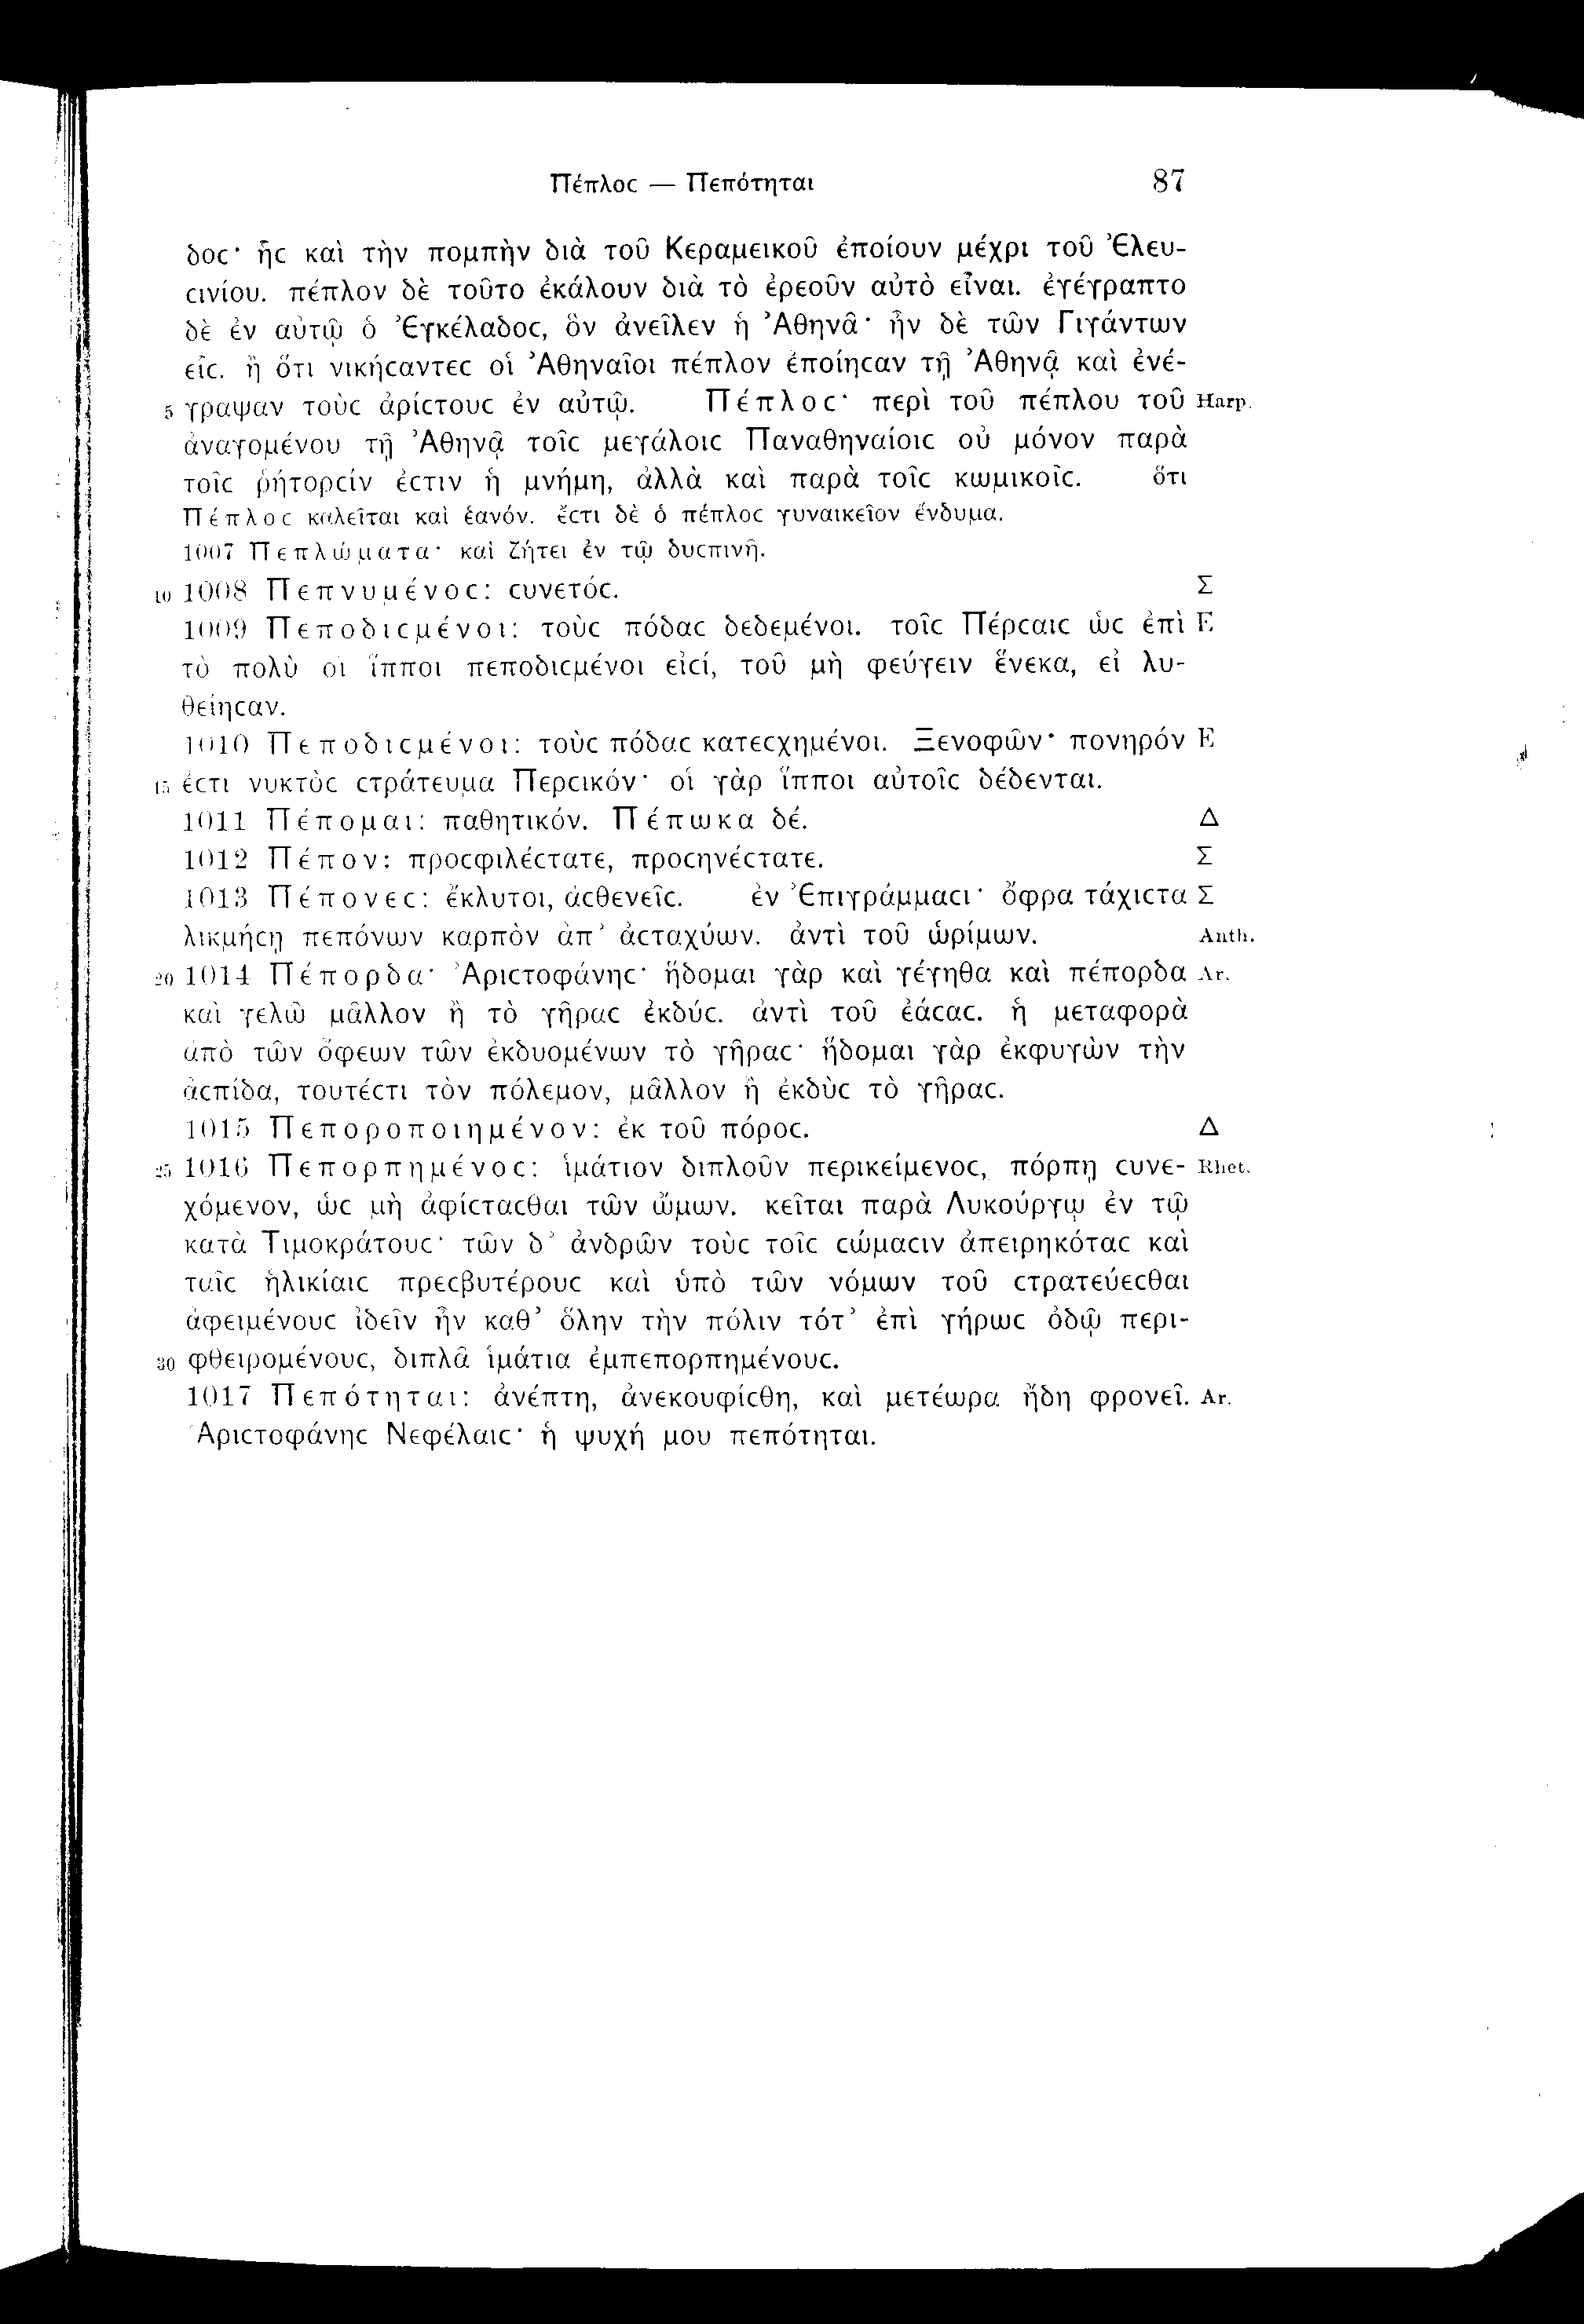 Πέπλοϲ — Πεπότηται 87
δοϲ· ἧϲ καὶ τὴν πομπὴν διὰ τοῦ Κεραμεικοῦ ἐποίουν μέχρι τοῦ Ἐλευ-
ϲινίου. πέπλον δὲ τοῦτο ἐκάλουν διὰ τὸ ἐρεοῦν αὐτὸ εἶναι. ἐγέγραπτο
δὲ ἐν αὐτῷ ὁ Ἐγκέλαδοϲ, ὃν ἀνεῖλεν ἡ Ἀθηνᾶ· ἦν δὲ τῶν Γιγάντων
εἷϲ. ἢ ὅτι νικήϲαντεϲ οἱ Ἀθηναῖοι πέπλον ἐποίηϲαν τῇ Ἀθηνᾷ καὶ ἐνέ-
5 γραψαν τοὺϲ ἀρίϲτουϲ ἐν αὐτῷ. Πέπλοϲ· περὶ τοῦ πέπλου τοῦ Harp.
ἀναγομένου τῇ Ἀθηνᾷ τοῖϲ μεγάλοιϲ Παναθηναίοιϲ οὐ μόνον παρὰ
τοῖϲ ῥήτορϲίν ἐϲτιν ἡ μνήμη, ἀλλὰ καὶ παρὰ τοῖϲ κωμικοῖϲ. ὅτι
Πέπλοϲ καλεῖται καὶ ἑανόν. ἔϲτι δὲ ὁ πέπλοϲ γυναικεῖον ἔνδυμα.
1007 Πεπλώματα· καὶ ζήτει ἐν τῷ δυϲπινῆ.
10 1008 Πεπνυμένοϲ: ϲυνετόϲ. Σ
1009 Πεποδιϲμένοι: τοὺϲ πόδαϲ δεδεμένοι. τοῖϲ Πέρϲαιϲ ὡϲ ἐπὶ E
τὸ πολὺ οἱ ἵπποι πεποδιϲμένοι εἰϲί, τοῦ μὴ φεύγειν ἕνεκα, εἰ λυ-
θείηϲαν.
1010 Πεποδιϲμένοι: τοὺϲ πόδαϲ κατεϲχημένοι. Ξενοφῶν· πονηρόν E
15 ἐϲτι νυκτὸϲ ϲτράτευμα Περϲικόν· οἱ γὰρ ἵπποι αὐτοῖϲ δέδενται.
1011 Πέπομαι: παθητικόν. Πέπωκα δέ. Δ
1012 Πέπον: προϲφιλέϲτατε, προϲηνέϲτατε. Σ
1013 Πέπονεϲ: ἔκλυτοι, ἀϲθενεῖϲ. ἐν Ἐπιγράμμαϲι· ὄφρα τάχιϲτα Σ
λικμήϲῃ πεπόνων καρπὸν ἀπ’ ἀϲταχύων. ἀντὶ τοῦ ὡρίμων. Anth.
20 1014 Πέπορδα· Ἀριϲτοφάνηϲ· ἥδομαι γὰρ καὶ γέγηθα καὶ πέπορδα Ar.
καὶ γελῶ μᾶλλον ἢ τὸ γῆραϲ ἐκδύϲ. ἀντὶ τοῦ ἐάϲαϲ. ἡ μεταφορὰ
ἀπὸ τῶν ὄφεων τῶν ἐκδυομένων τὸ γῆραϲ· ἥδομαι γὰρ ἐκφυγὼν τὴν
ἀϲπίδα, τουτέϲτι τὸν πόλεμον, μᾶλλον ἢ ἐκδὺϲ τὸ γῆραϲ.
1015 Πεποροποιημένον: ἐκ τοῦ πόροϲ. Δ
25 1016 Πεπορπημένοϲ: ἱμάτιον διπλοῦν περικείμενοϲ, πόρπῃ ϲυνε- Rhet.
χόμενον, ὡϲ μὴ ἀφίϲταϲθαι τῶν ὤμων. κεῖται παρὰ Λυκούργῳ ἐν τῷ
κατὰ Τιμοκράτουϲ· τῶν δ’ ἀνδρῶν τοὺϲ τοῖϲ ϲώμαϲιν ἀπειρηκόταϲ καὶ
ταῖϲ ἡλικίαιϲ πρεϲβυτέρουϲ καὶ ὑπὸ τῶν νόμων τοῦ ϲτρατεύεϲθαι
ἀφειμένουϲ ἰδεῖν ἦν καθ’ ὅλην τὴν πόλιν τότ’ ἐπὶ γήρωϲ ὁδῷ περι-
30 φθειρομένουϲ, διπλᾶ ἱμάτια ἐμπεπορπημένουϲ.
1017 Πεπότηται: ἀνέπτη, ἀνεκουφίϲθη, καὶ μετέωρα ἤδη φρονεῖ. Ar.
Ἀριϲτοφάνηϲ Νεφέλαιϲ· ἡ ψυχή μου πεπότηται.